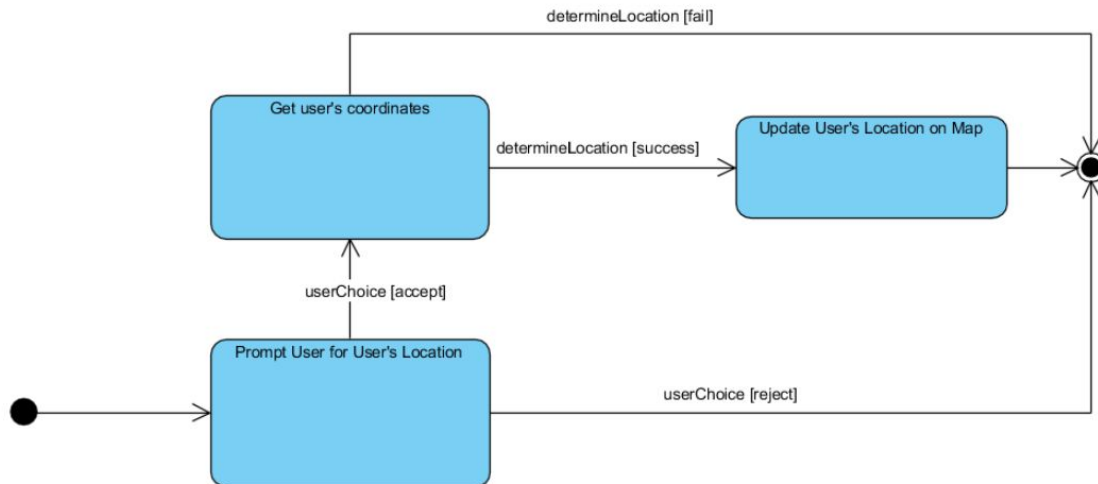 determineLocation [fail]
Get user's coordinates
Update User's Location on Map
determineLocation [success]
userChoice [accept]
Prompt User for User's Location
userChoice [reject]